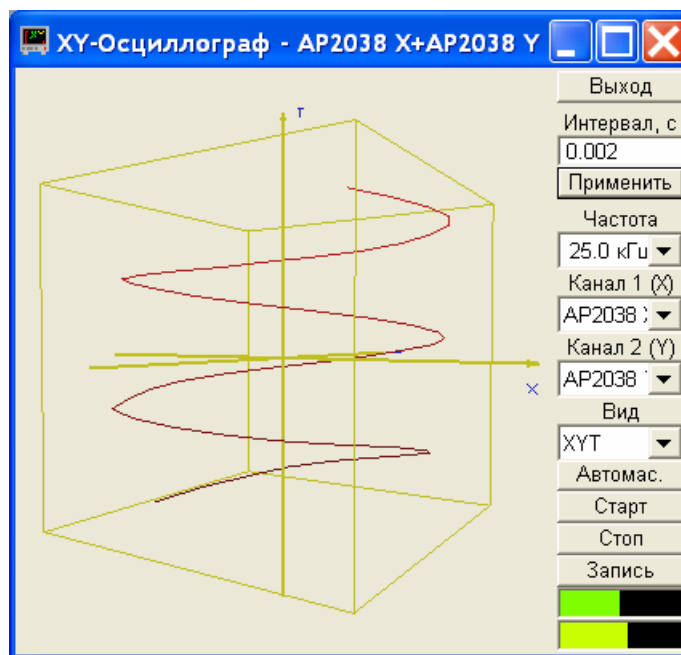 XY-Осциллограф - AP2038 X+AP2038 Y
T
X
Выход
Интервал, с
0.002
Применить
Частота
25.0 кГц
Канал 1 (X)
AP2038
Канал 2 (Y)
AP2038
Вид
XYT
Автомас.
Старт
Стоп
Запись